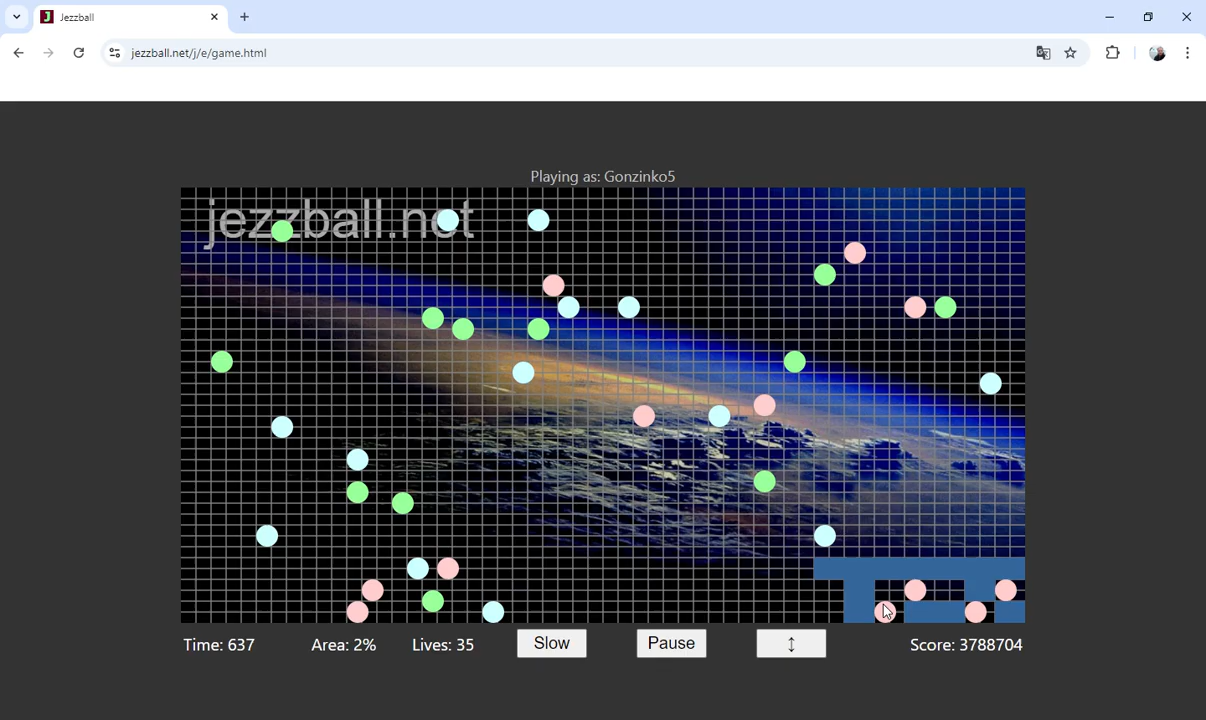 Jezzball
jezzball.net/j/e/game.html
Playing as: Gonzinko5
jezzball.net
Time: 637 Area: 2% Lives: 35 Slow Pause ↕ Score: 3788704